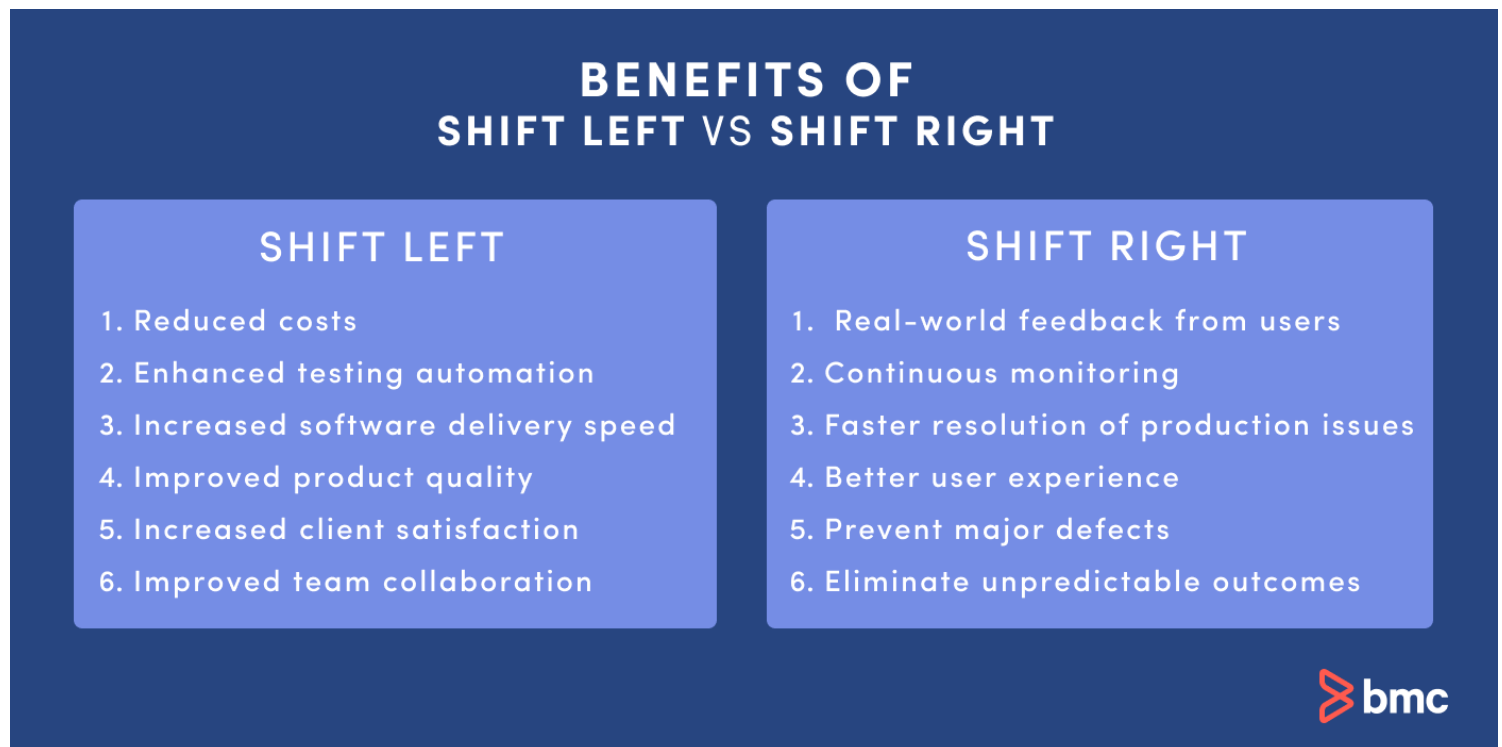 BENEFITS OF
SHIFT LEFT VS SHIFT RIGHT
SHIFT LEFT
1. Reduced costs
2. Enhanced testing automation
3. Increased software delivery speed
4. Improved product quality
5. Increased client satisfaction
6. Improved team collaboration
SHIFT RIGHT
1. Real-world feedback from users
2. Continuous monitoring
3. Faster resolution of production issues
4. Better user experience
5. Prevent major defects
6. Eliminate unpredictable outcomes
bmc